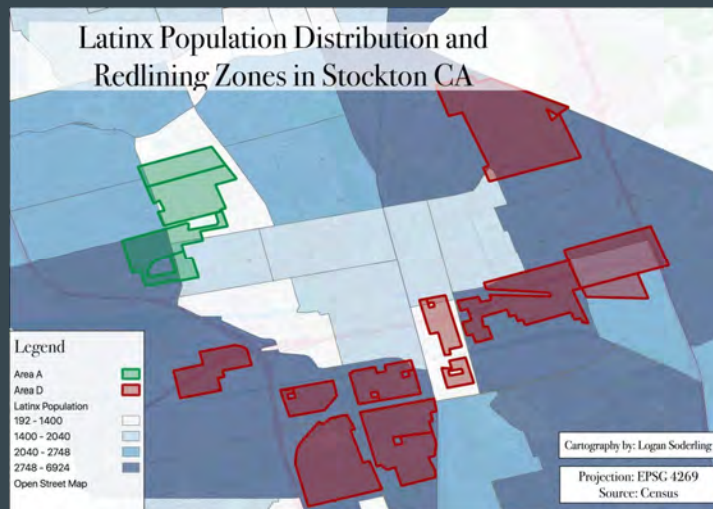 Latinx Population Distribution and
Redlining Zones in Stockton CA
Legend
Area A
Area D
Latinx Population
192 - 1400
1400 - 2040
2040 - 2748
2748 - 6924
Open Street Map
Cartography by: Logan Soderling
Projection: EPSG 4269
Source: Census